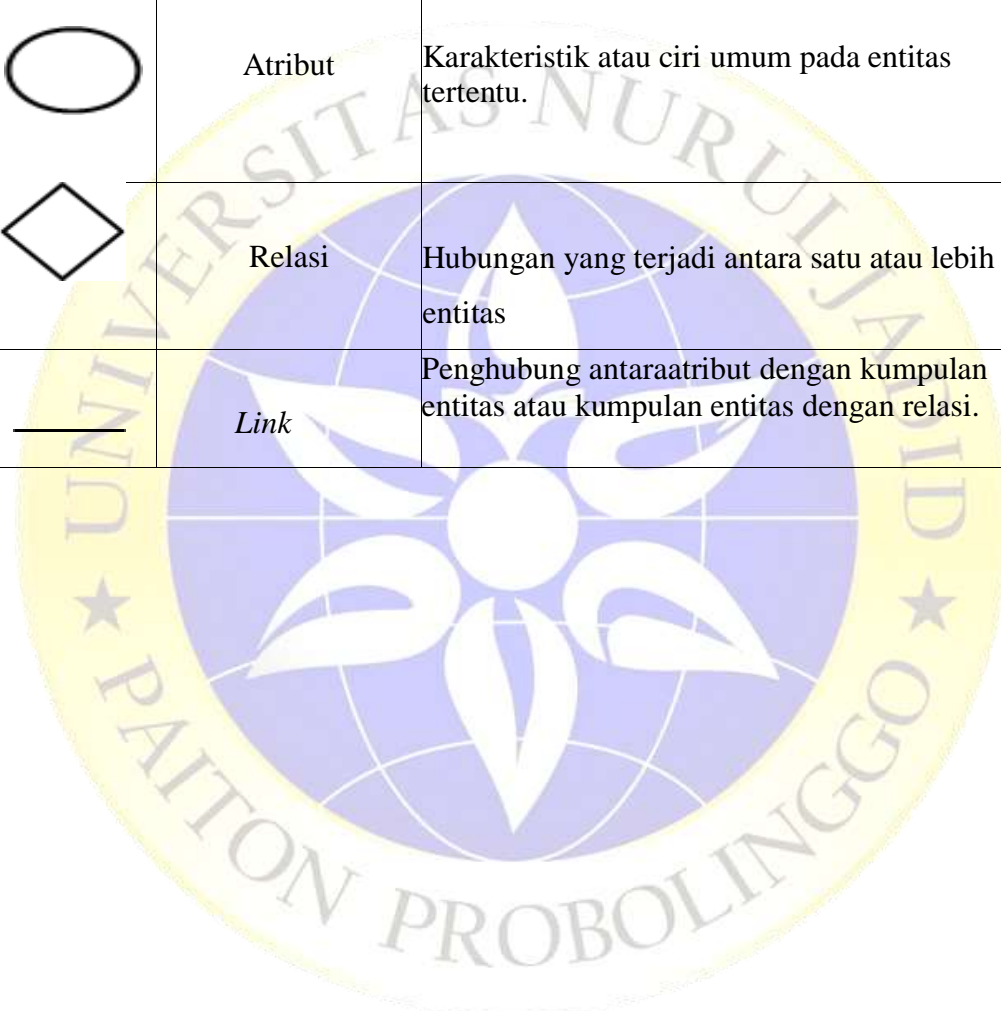 Atribut
Karakteristik atau ciri umum pada entitas
tertentu.
Relasi
Hubungan yang terjadi antara satu atau lebih
entitas
Link
Penghubung antaraatribut dengan kumpulan
entitas atau kumpulan entitas dengan relasi.
UNIVERSITAS NURUL JADID
PAITON PROBOLINGGO